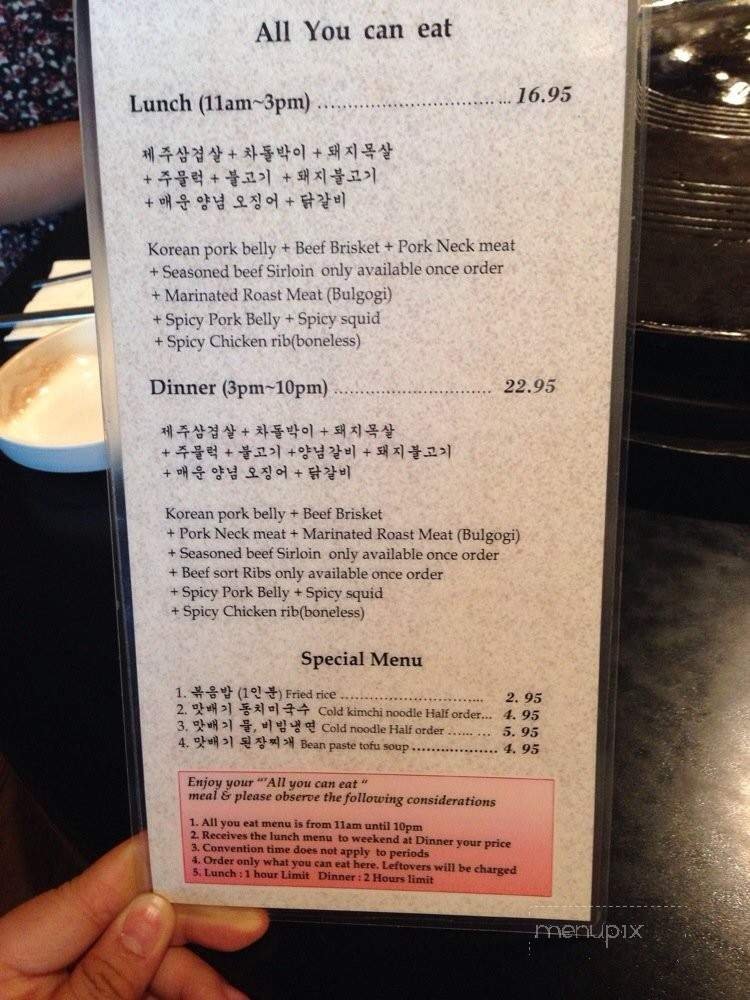 All You can eat
Lunch (11am~3pm) ................................ ... 16.95
제주삼겹살 + 차돌박이 + 돼지목살
+ 주물럭 + 불고기 + 돼지불고기
+ 매운 양념 오징어 + 닭갈비
Korean pork belly + Beef Brisket + Pork Neck meat
+ Seasoned beef Sirloin only available once order
+ Marinated Roast Meat (Bulgogi)
+ Spicy Pork Belly + Spicy squid
+ Spicy Chicken rib(boneless)
Dinner (3pm~10pm) ............................. 22.95
제주삼겹살 + 차돌박이 + 돼지목살
+ 주물럭 + 불고기 +양념갈비 + 돼지불고기
+ 매운 양념 오징어 + 닭갈비
Korean pork belly + Beef Brisket
+ Pork Neck meat + Marinated Roast Meat (Bulgogi)
+ Seasoned beef Sirloin only available once order
+ Beef sort Ribs only available once order
+ Spicy Pork Belly + Spicy squid
+ Spicy Chicken rib(boneless)
Special Menu
1. 볶음밥 (1인분) Fried rice .......................... 2. 95
2. 맛배기 동치미국수 Cold kimchi noodle Half order... 4. 95
3. 맛배기 물, 비빔냉면 Cold noodle Half order ...... ... 5. 95
4. 맛배기 된장찌개 Bean paste tofu soup .................. 4. 95
Enjoy your "'All you can eat "
meal & please observe the following considerations
1. All you eat menu is from 11am until 10pm
2. Receives the lunch menu to weekend at Dinner your price
3. Convention time does not apply to periods
4. Order only what you can eat here. Leftovers will be charged
5. Lunch : 1 hour Limit Dinner : 2 Hours limit
menupix